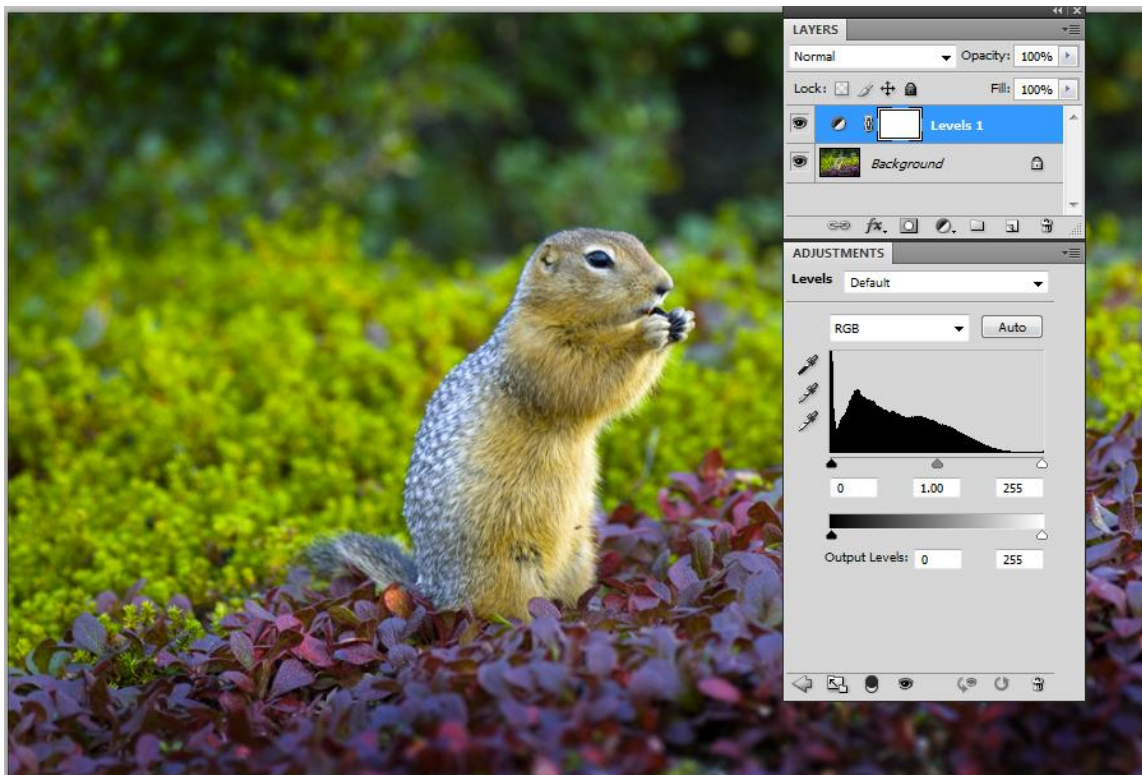 LAYERS
Normal Opacity: 100%
Lock: Fill: 100%
Levels 1
Background
fx.
ADJUSTMENTS
Levels Default
RGB Auto
0 1.00 255
Output Levels: 0 255